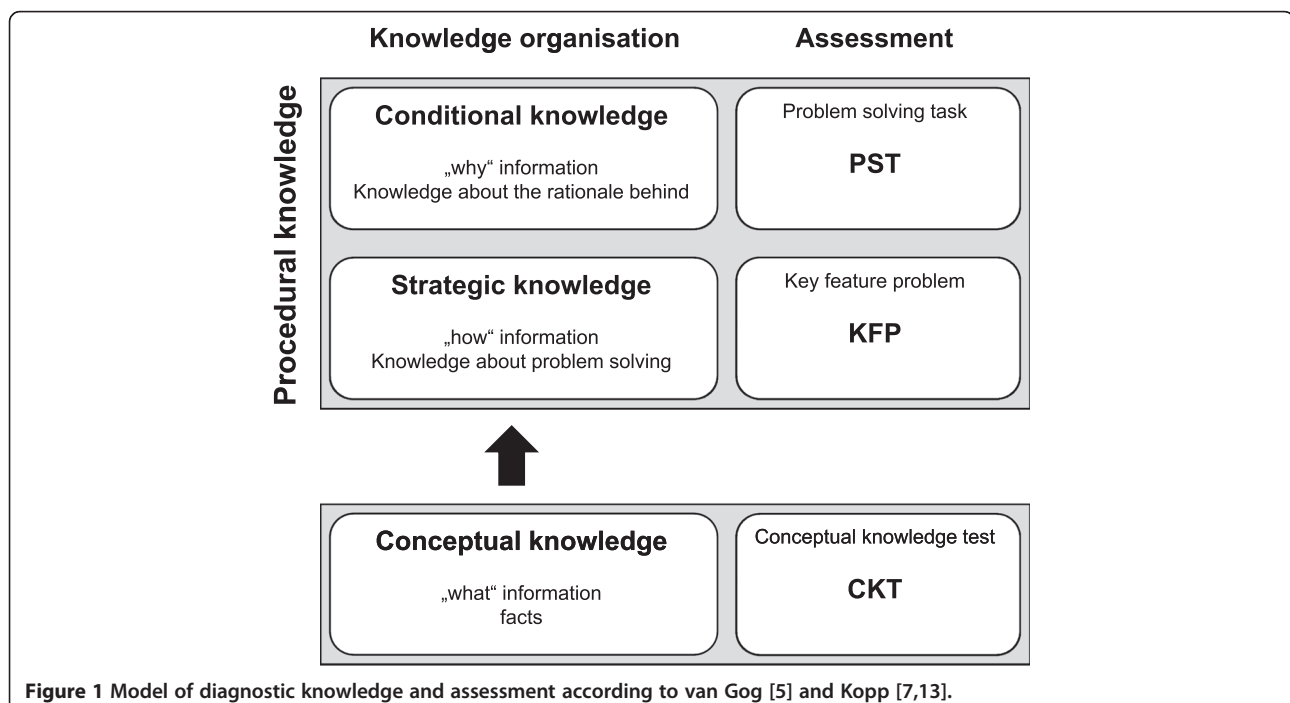 Knowledge organisation
Assessment
Procedural knowledge
Conditional knowledge
„why“ information
Knowledge about the rationale behind
Problem solving task
PST
Strategic knowledge
„how“ information
Knowledge about problem solving
Key feature problem
KFP
Conceptual knowledge
„what“ information
facts
Conceptual knowledge test
CKT
Figure 1 Model of diagnostic knowledge and assessment according to van Gog [5] and Kopp [7,13].